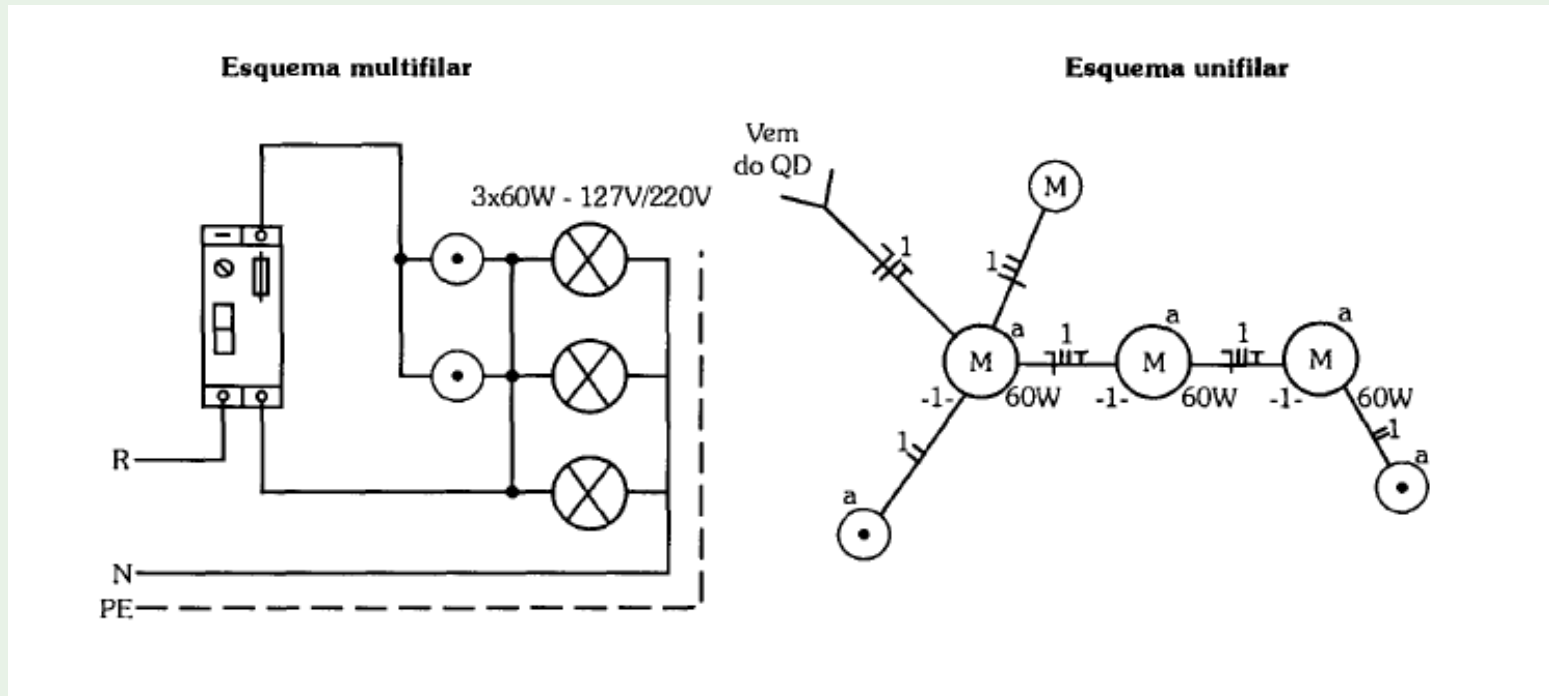 Esquema multifilar
3x60W - 127V/220V
R
N
PE
Esquema unifilar
Vem
do QD
1
M
1
M
a
-1-
60W
1
M
a
-1-
60W
1
M
a
-1-
60W
1
a
1
a